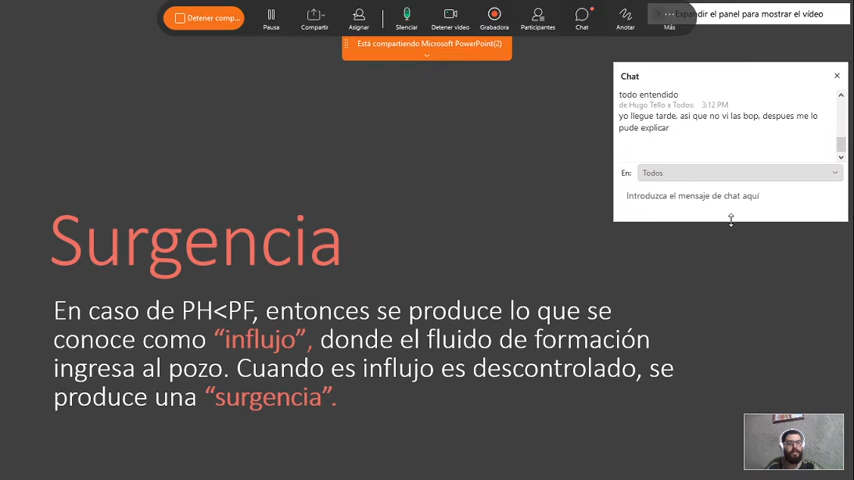 Detener comp...
Pausa
Compartir
Asignar
Silenciar
Detener vídeo
Grabadora
Participantes
Chat
Anotar
Más
Expandir el panel para mostrar el vídeo
Está compartiendo Microsoft PowerPoint(2)
Chat
todo entendido
de Hugo Tello a Todos: 3:12 PM
yo llegue tarde, asi que no vi las bop, despues me lo
pude explicar
En: Todos
Introduzca el mensaje de chat aquí
Surgencia
En caso de PH<PF, entonces se produce lo que se
conoce como “influjo”, donde el fluido de formación
ingresa al pozo. Cuando es influjo es descontrolado, se
produce una “surgencia”.